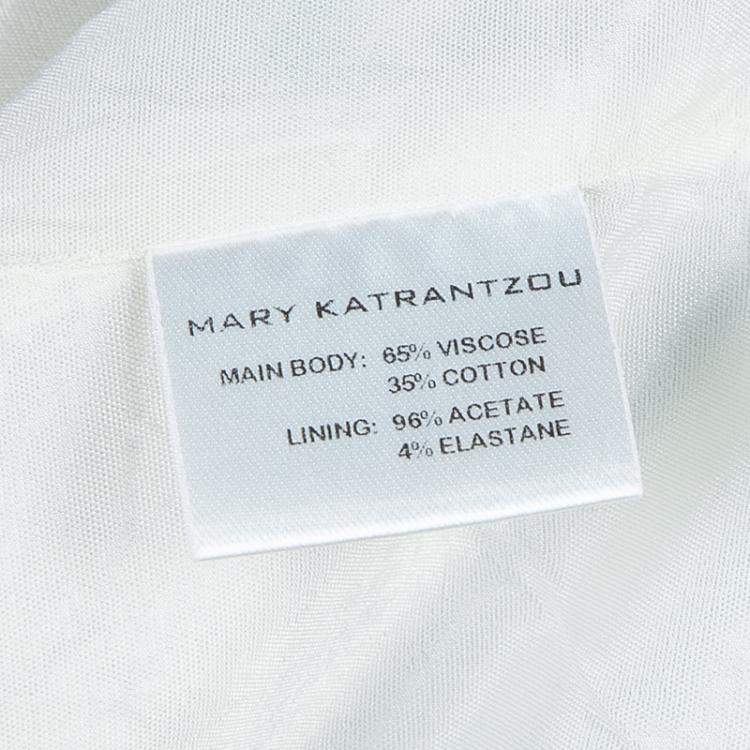 MARY KATRANTZOU
MAIN BODY: 65% VISCOSE
35% COTTON
LINING: 96% ACETATE
4% ELASTANE